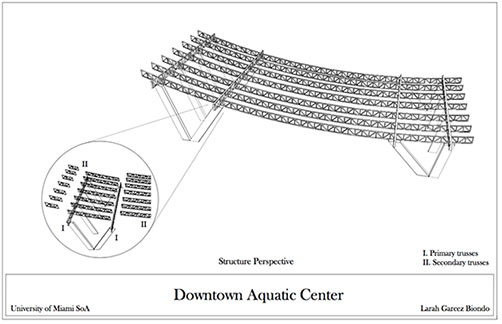 II
II
I
I
Structure Perspective
I. Primary trusses
II. Secondary trusses
Downtown Aquatic Center
University of Miami SoA
Larah Garcez Biondo